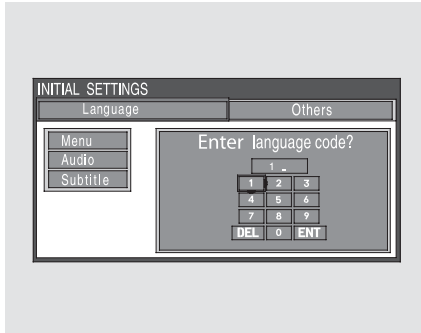 INITIAL SETTINGS
Language Others
Menu
Audio
Subtitle
Enter language code?
1 _
1 2 3
4 5 6
7 8 9
DEL 0 ENT